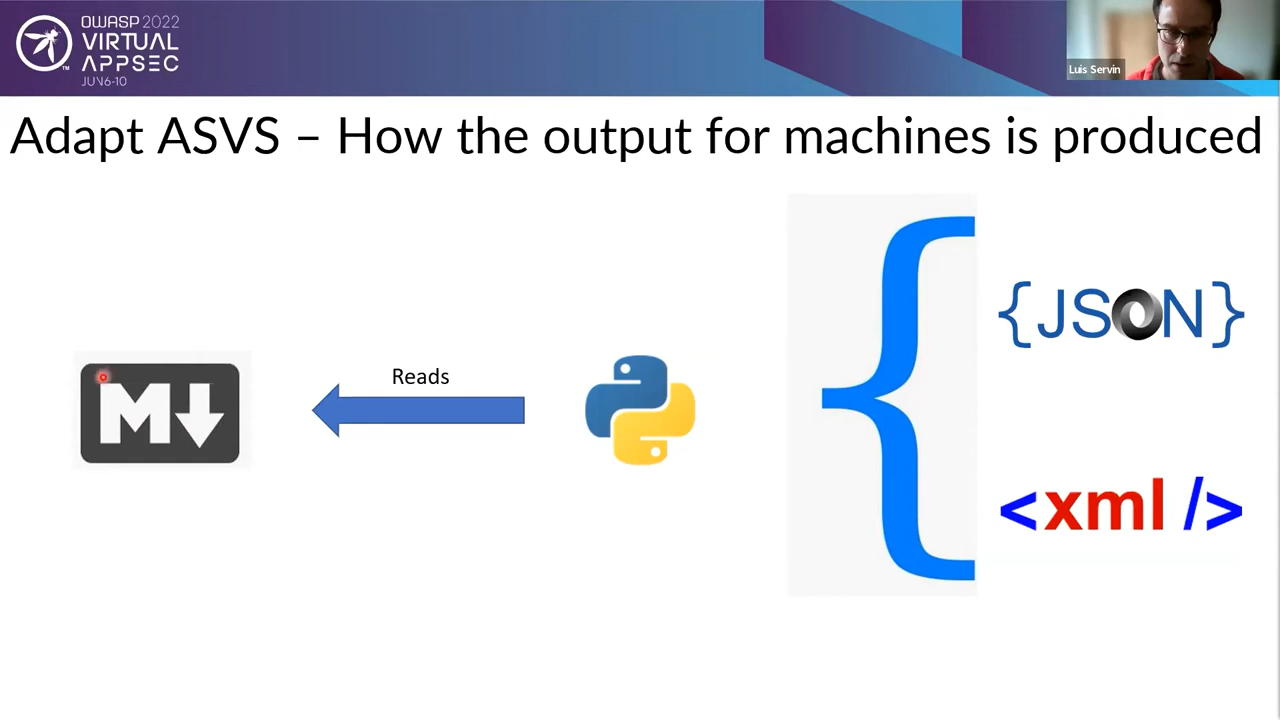 OWASP 2022
VIRTUAL
APPSEC
JUN 6-10
TM
Luis Servin
Adapt ASVS – How the output for machines is produced
Reads
M
{JSON}
<xml />